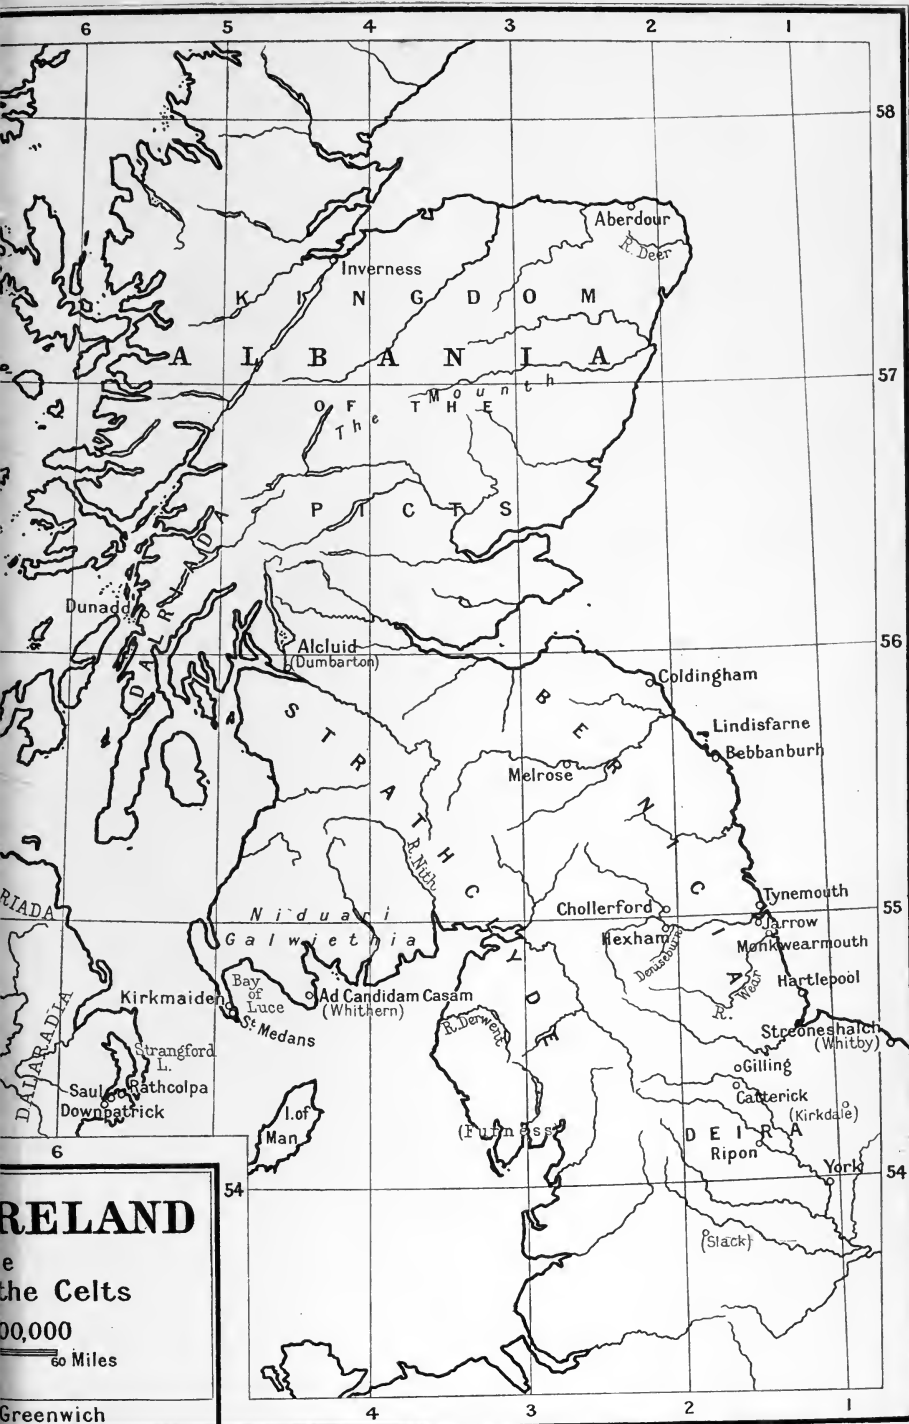 6 5 4 3 2 1
58
Aberdour
R. Deer
Inverness
KINGDOM
ALBANIA
57
The Mounth
OF THE
PICTS
DALRIADA
Dunadd
56
Alcluid
(Dumbarton)
Coldingham
STRATHCLYDE
BERNICIA
Lindisfarne
Bebbanburh
Melrose
R. Nith
RIADA
Tynemouth
55
Chollerford
Jarrow
Niduari
Hexham
Monkwearmouth
Galwiethia
Deniseburn
R. Wear
Hartlepool
Bay
of
Luce
Kirkmaiden
Ad Candidam Casam
(Whithern)
St. Medans
R. Derwent
Streoneshalch
(Whitby)
DALARADIA
Strangford
L.
Gilling
Saul
Rathcolpa
Catterick
Downpatrick
(Kirkdale)
I. of
Man
(Furness)
DEIRA
Ripon
6
York
54
54
RELAND
(Slack)
e
the Celts
00,000
60 Miles
Greenwich
4 3 2 1